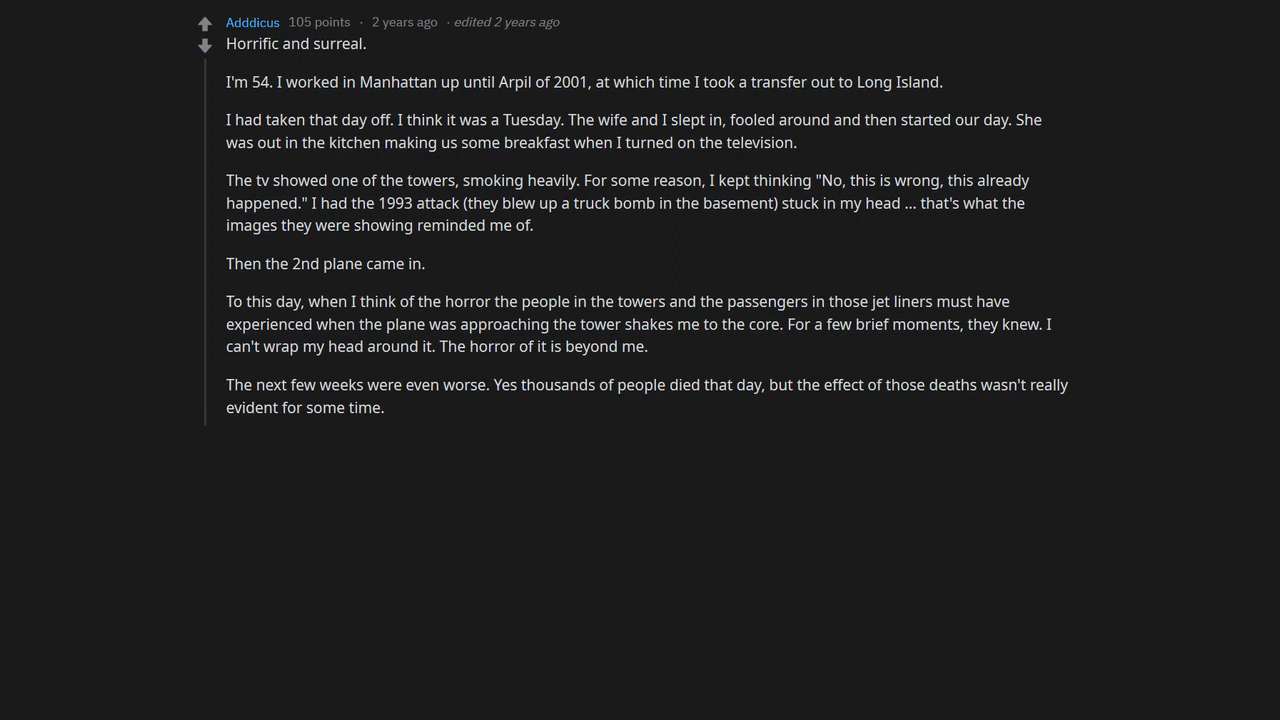 Adddicus 105 points · 2 years ago · edited 2 years ago
Horrific and surreal.
I'm 54. I worked in Manhattan up until Arpil of 2001, at which time I took a transfer out to Long Island.
I had taken that day off. I think it was a Tuesday. The wife and I slept in, fooled around and then started our day. She
was out in the kitchen making us some breakfast when I turned on the television.
The tv showed one of the towers, smoking heavily. For some reason, I kept thinking "No, this is wrong, this already
happened." I had the 1993 attack (they blew up a truck bomb in the basement) stuck in my head ... that's what the
images they were showing reminded me of.
Then the 2nd plane came in.
To this day, when I think of the horror the people in the towers and the passengers in those jet liners must have
experienced when the plane was approaching the tower shakes me to the core. For a few brief moments, they knew. I
can't wrap my head around it. The horror of it is beyond me.
The next few weeks were even worse. Yes thousands of people died that day, but the effect of those deaths wasn't really
evident for some time.